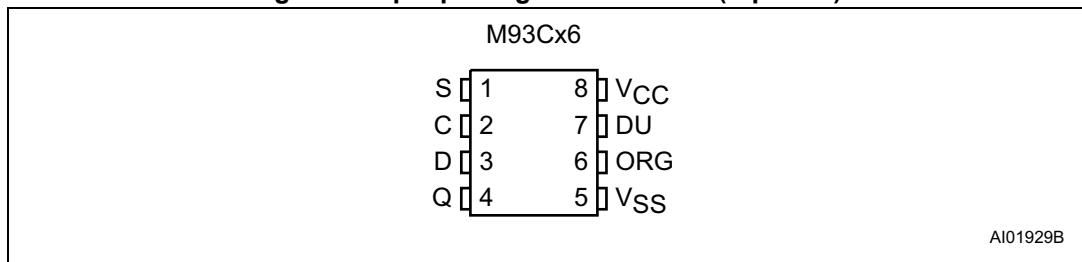 M93Cx6
S 1 8 VCC
C 2 7 DU
D 3 6 ORG
Q 4 5 VSS
AI01929B